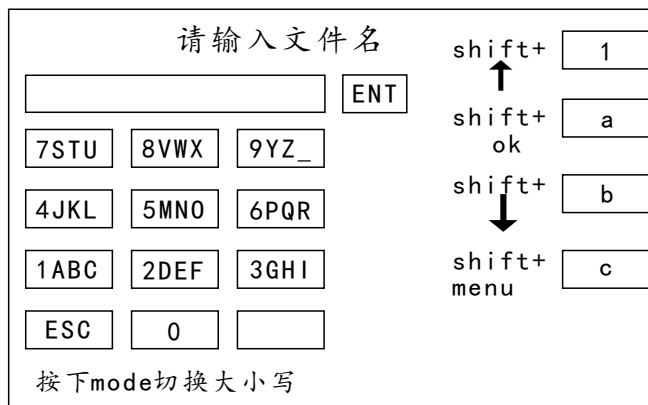 请输入文件名
ENT
7STU 8VWX 9YZ_
4JKL 5MNO 6PQR
1ABC 2DEF 3GHI
ESC 0
按下mode切换大小写
shift+ 1
shift+ a
ok
shift+ b
shift+ c
menu